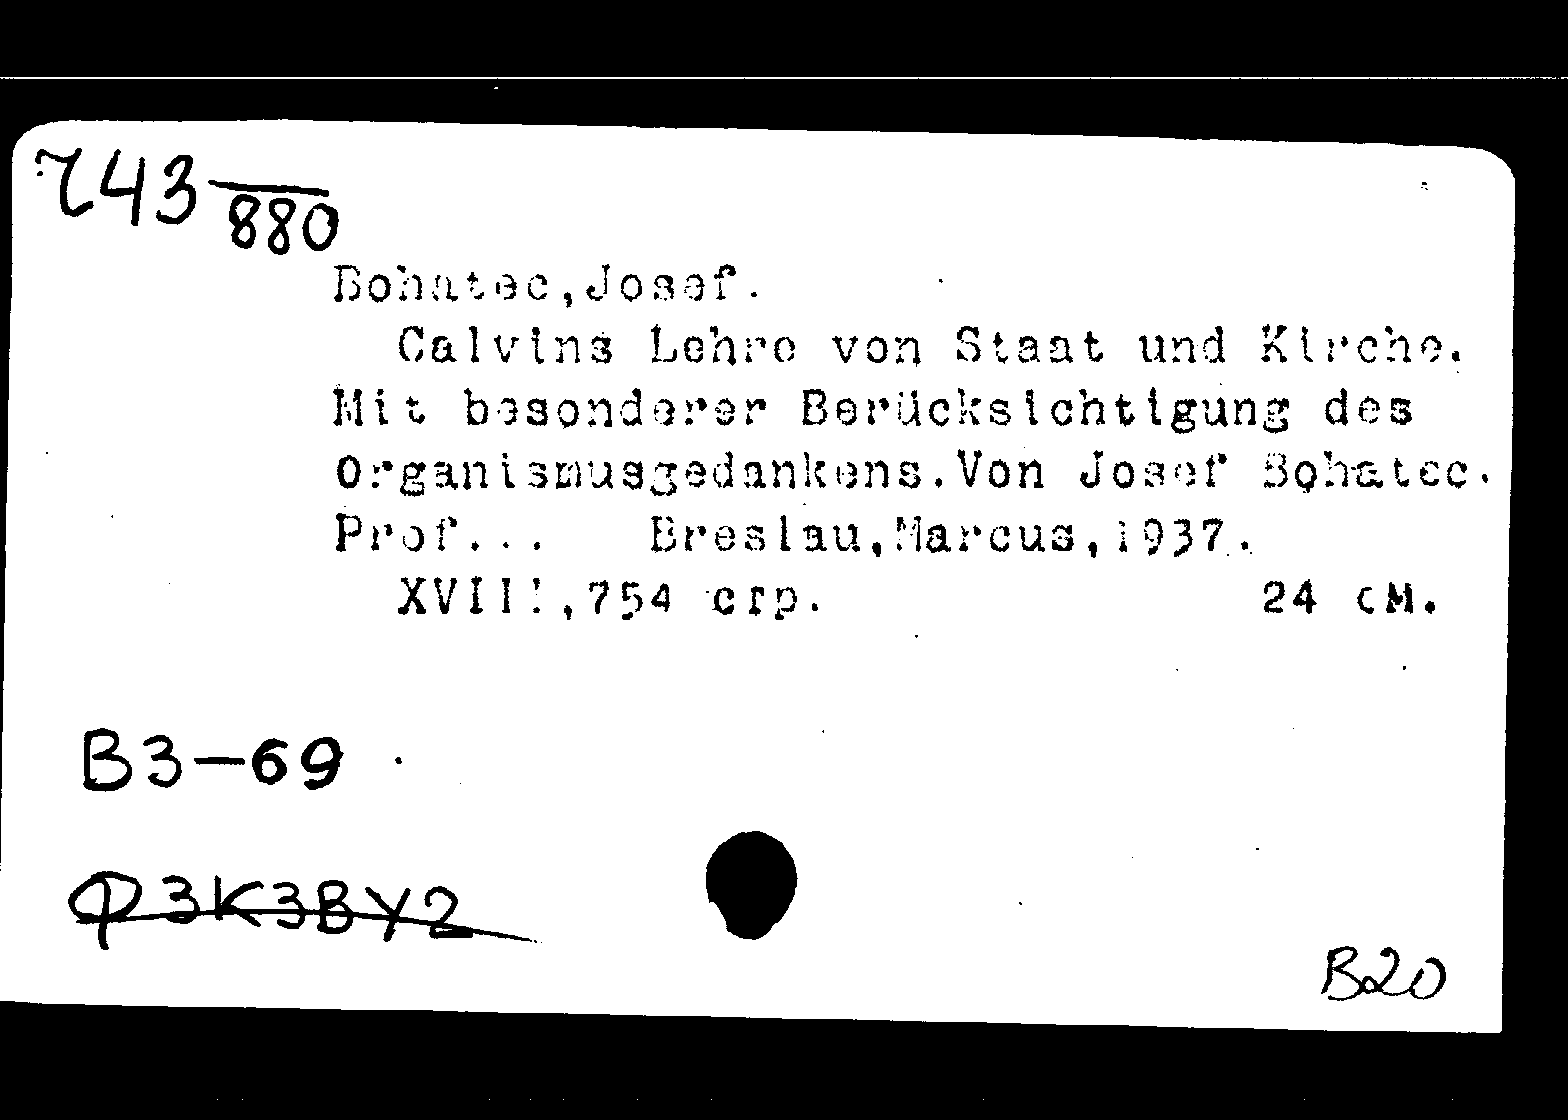 743
880
Bohatec,Josef.
Calvins Lehre von Staat und Kirche.
Mit besonderer Berücksichtigung des
Organismusgedankens.Von Josef Bohatec.
Prof... Breslau,Marcus,1937.
XVIII,754 стр. 24 см.
B3-69
Ф3К3ВУ2
B20